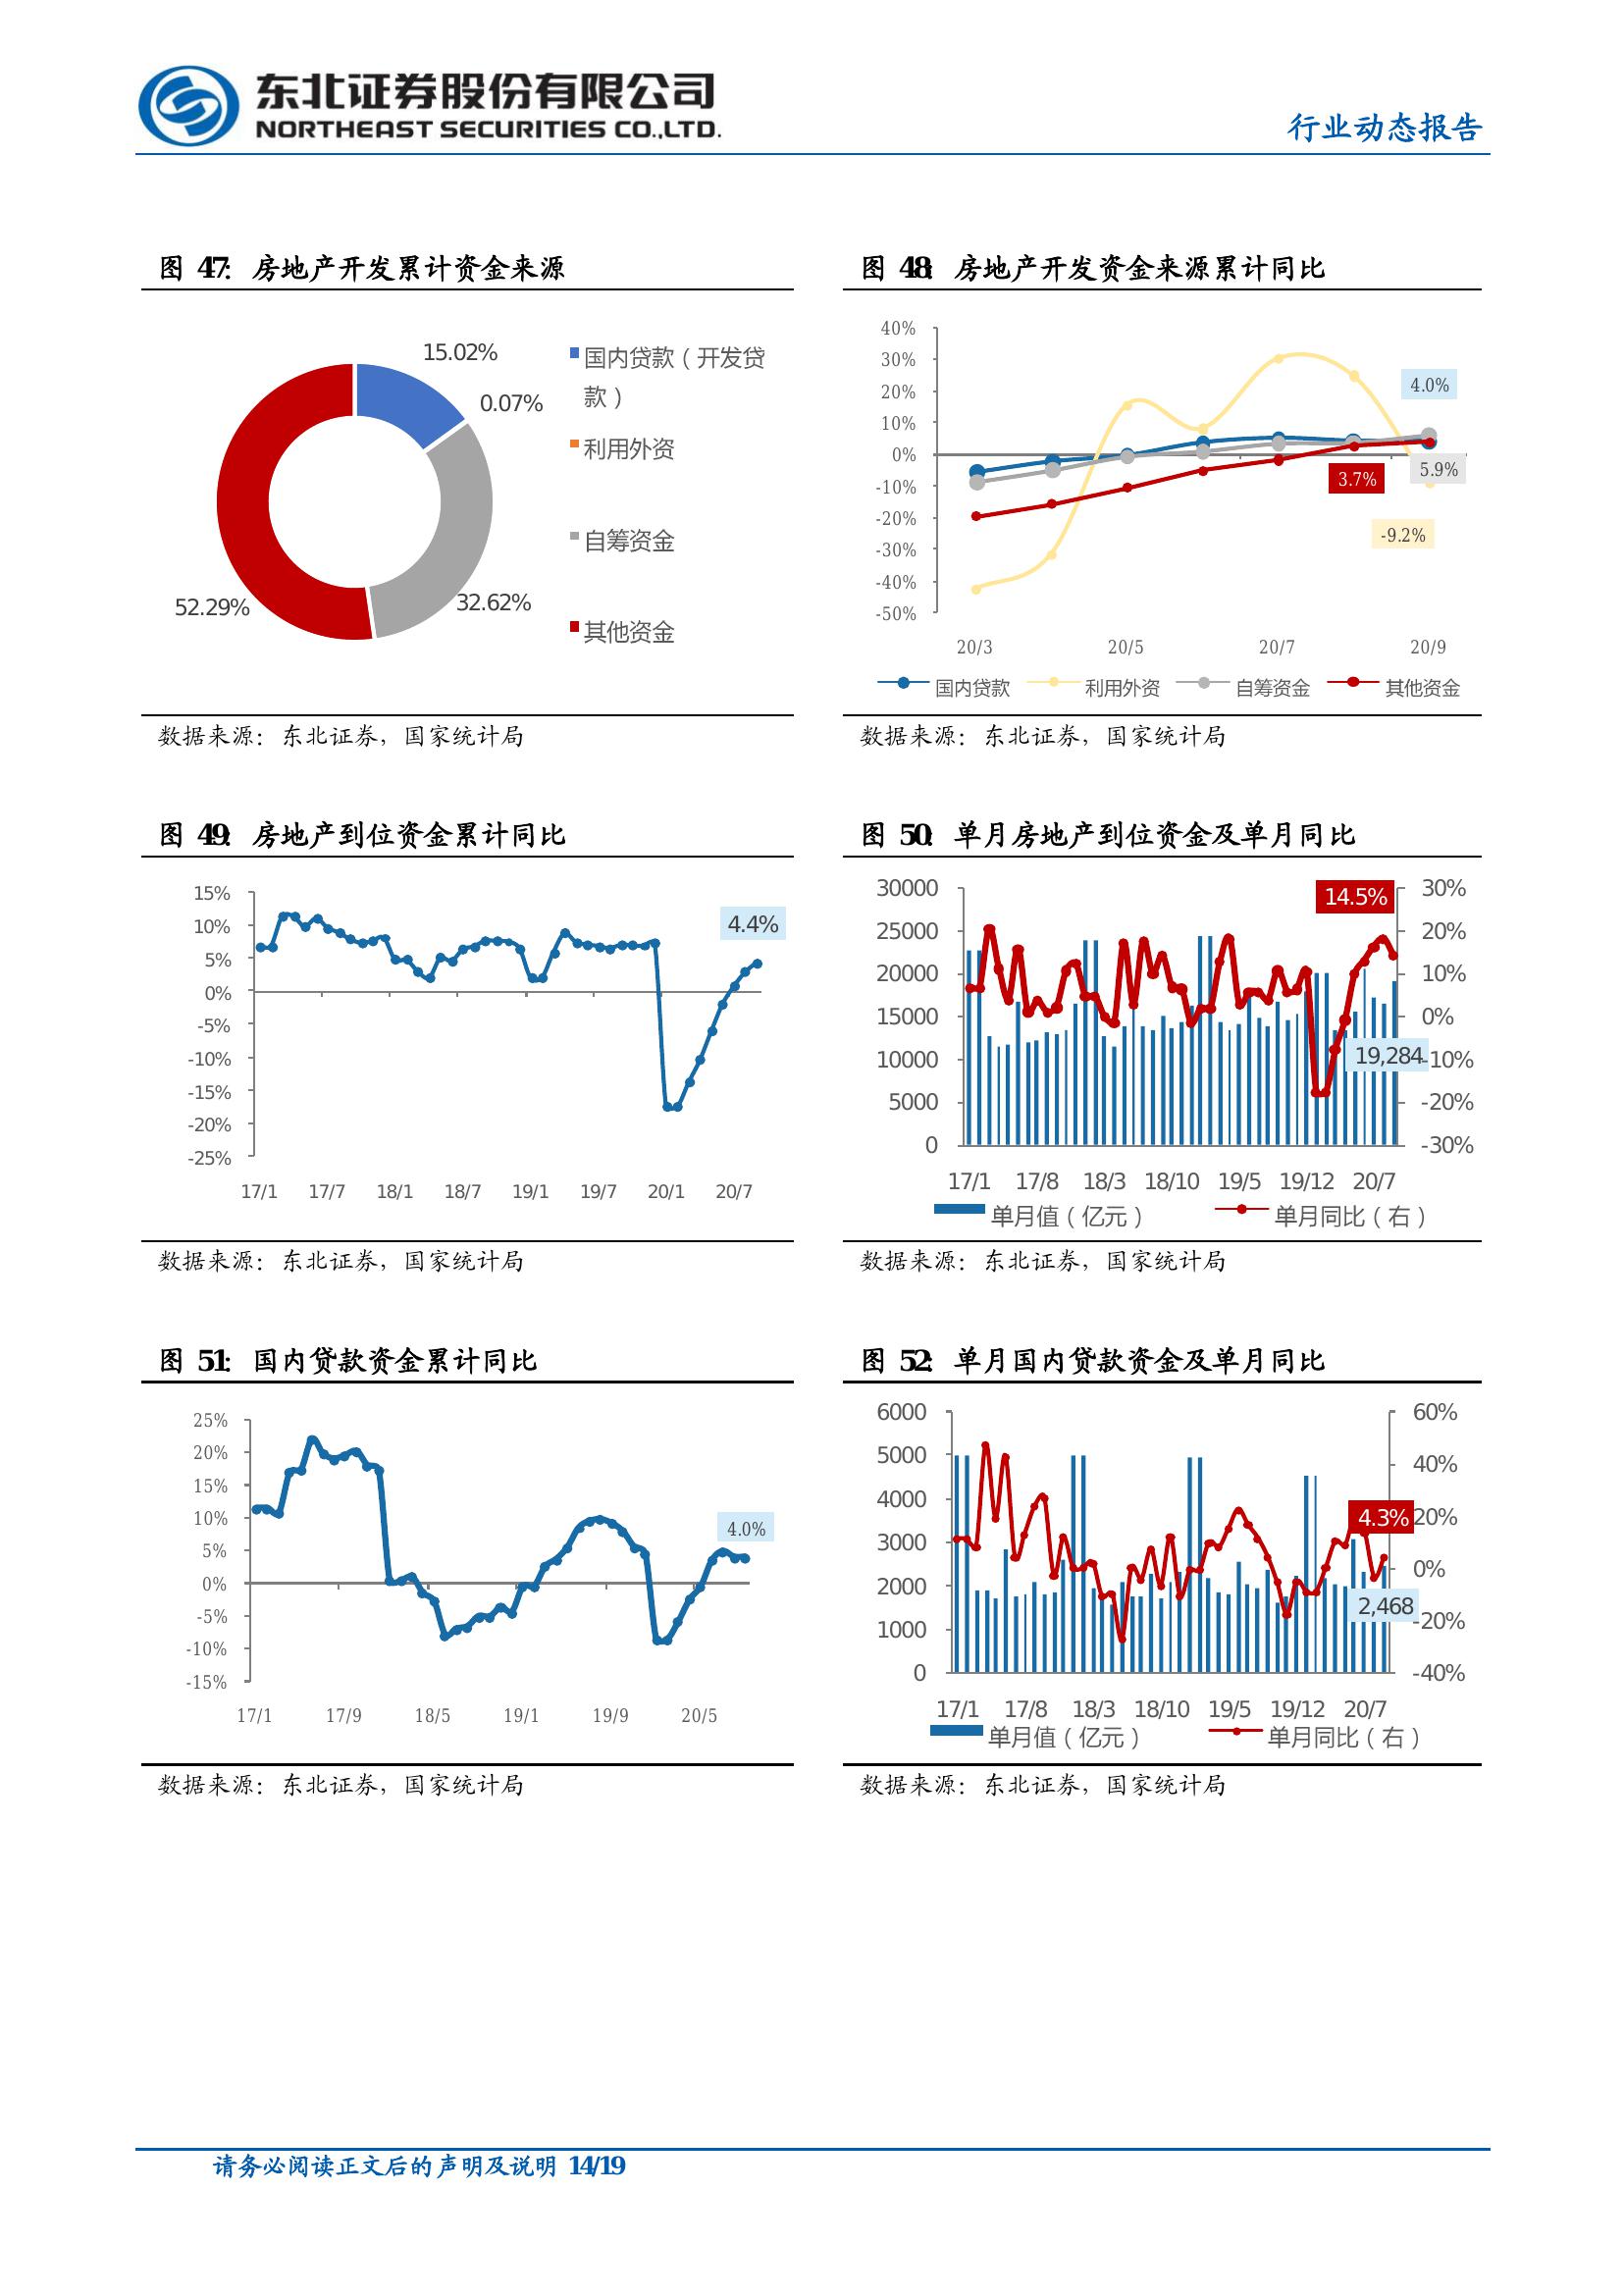 东北证券股份有限公司
NORTHEAST SECURITIES CO.,LTD.
行业动态报告
图 47: 房地产开发累计资金来源
15.02%
0.07%
32.62%
52.29%
国内贷款（开发贷
款）
利用外资
自筹资金
其他资金
数据来源：东北证券，国家统计局
图 48: 房地产开发资金来源累计同比
40%
30%
20%
10%
0%
-10%
-20%
-30%
-40%
-50%
4.0%
5.9%
3.7%
-9.2%
20/3 20/5 20/7 20/9
国内贷款 利用外资 自筹资金 其他资金
数据来源：东北证券，国家统计局
图 49: 房地产到位资金累计同比
15%
10%
5%
0%
-5%
-10%
-15%
-20%
-25%
4.4%
17/1 17/7 18/1 18/7 19/1 19/7 20/1 20/7
数据来源：东北证券，国家统计局
图 50: 单月房地产到位资金及单月同比
30000
25000
20000
15000
10000
5000
0
14.5%
19,284
30%
20%
10%
0%
-10%
-20%
-30%
17/1 17/8 18/3 18/10 19/5 19/12 20/7
单月值（亿元） 单月同比（右）
数据来源：东北证券，国家统计局
图 51: 国内贷款资金累计同比
25%
20%
15%
10%
5%
0%
-5%
-10%
-15%
4.0%
17/1 17/9 18/5 19/1 19/9 20/5
数据来源：东北证券，国家统计局
图 52: 单月国内贷款资金及单月同比
6000
5000
4000
3000
2000
1000
0
4.3%
2,468
60%
40%
20%
0%
-20%
-40%
17/1 17/8 18/3 18/10 19/5 19/12 20/7
单月值（亿元） 单月同比（右）
数据来源：东北证券，国家统计局
请务必阅读正文后的声明及说明 14/19